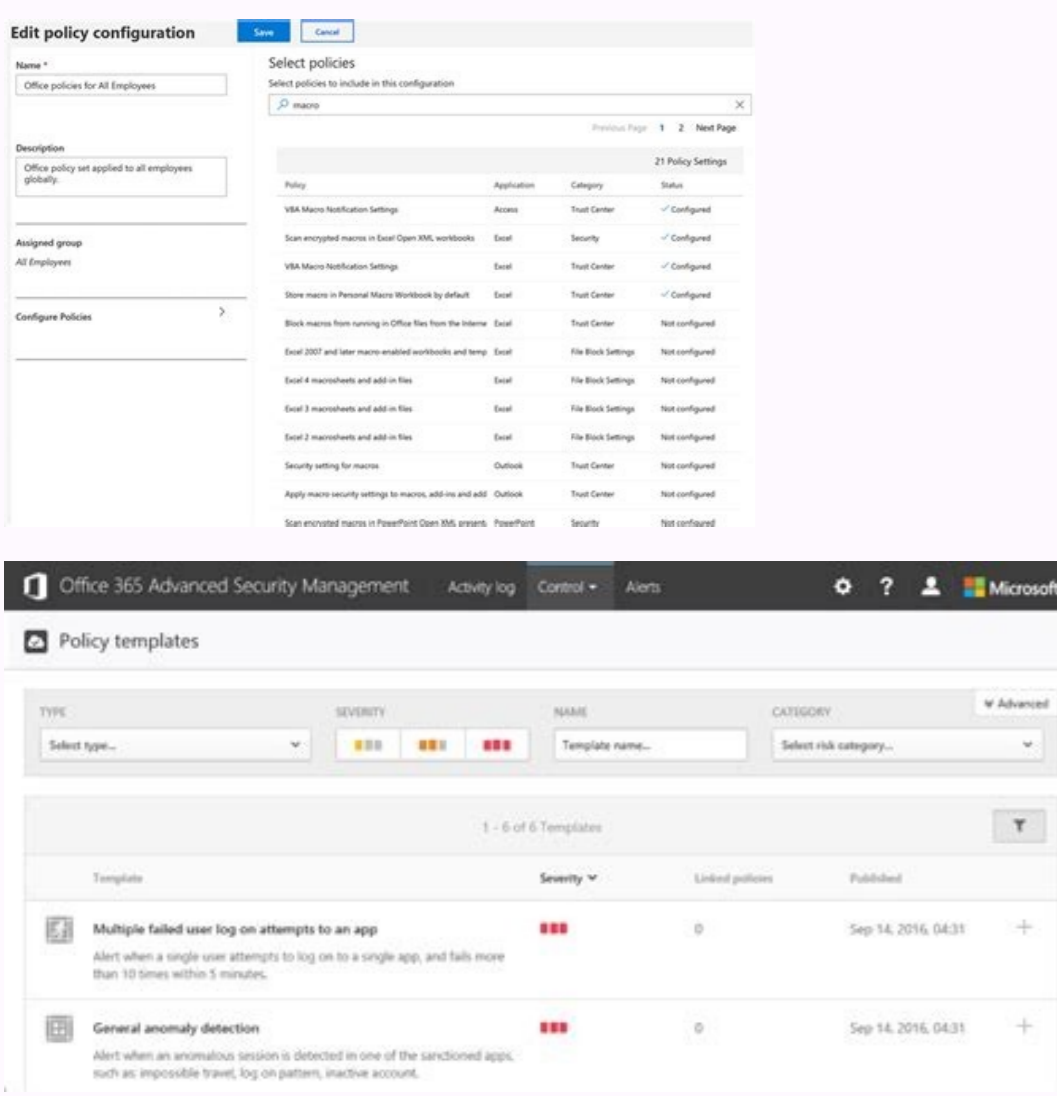 Edit policy configuration
Save
Cancel
Name *
Office policies for All Employees
Description
Office policy set applied to all employees
globally.
Assigned group
All Employees
Configure Policies
Select policies
Select policies to include in this configuration
macro
Previous Page 1 2 Next Page
21 Policy Settings
Policy Application Category Status
VBA Macro Notification Settings Access Trust Center Configured
Scan encrypted macros in Excel Open XML workbooks Excel Security Configured
VBA Macro Notification Settings Excel Trust Center Configured
Store macro in Personal Macro Workbook by default Excel Trust Center Configured
Block macros from running in Office files from the Interne Excel Trust Center Not configured
Excel 2007 and later macro-enabled workbooks and temp Excel File Block Settings Not configured
Excel 4 macrosheets and add-in files Excel File Block Settings Not configured
Excel 3 macrosheets and add-in files Excel File Block Settings Not configured
Excel 2 macrosheets and add-in files Excel File Block Settings Not configured
Security setting for macros Outlook Trust Center Not configured
Apply macro security settings to macros, add-ins and add Outlook Trust Center Not configured
Scan encrypted macros in PowerPoint Open XML present PowerPoint Security Not configured
Office 365 Advanced Security Management Activity log Control Alerts ? Microsoft
Policy templates
Advanced
TYPE SEVERITY NAME CATEGORY
Select type... Template name... Select risk category...
1 - 6 of 6 Templates
Template Severity Linked policies Published
Multiple failed user log on attempts to an app 0 Sep 14, 2016, 04:31 +
Alert when a single user attempts to log on to a single app, and fails more
than 10 times within 5 minutes.
General anomaly detection 0 Sep 14, 2016, 04:31 +
Alert when an anomalous session is detected in one of the sanctioned apps,
such as: impossible travel, log on pattern, inactive account.